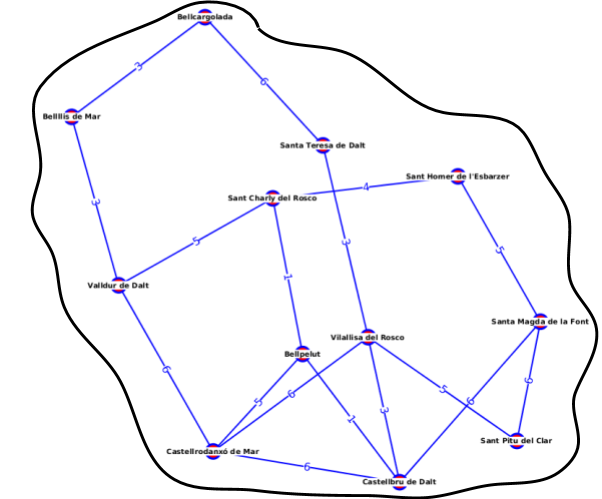 Bellcargolada
3
6
Bellllis de Mar
Santa Teresa de Dalt
Sant Homer de l'Esbarzer
4
Sant Charly del Rosco
3
5
3
5
1
Valldur de Dalt
Santa Magda de la Font
Vilallisa del Rosco
Bellpelut
6
6
5
6
5
6
3
1
Sant Pitu del Clar
Castellrodanxó de Mar
6
Castellbru de Dalt